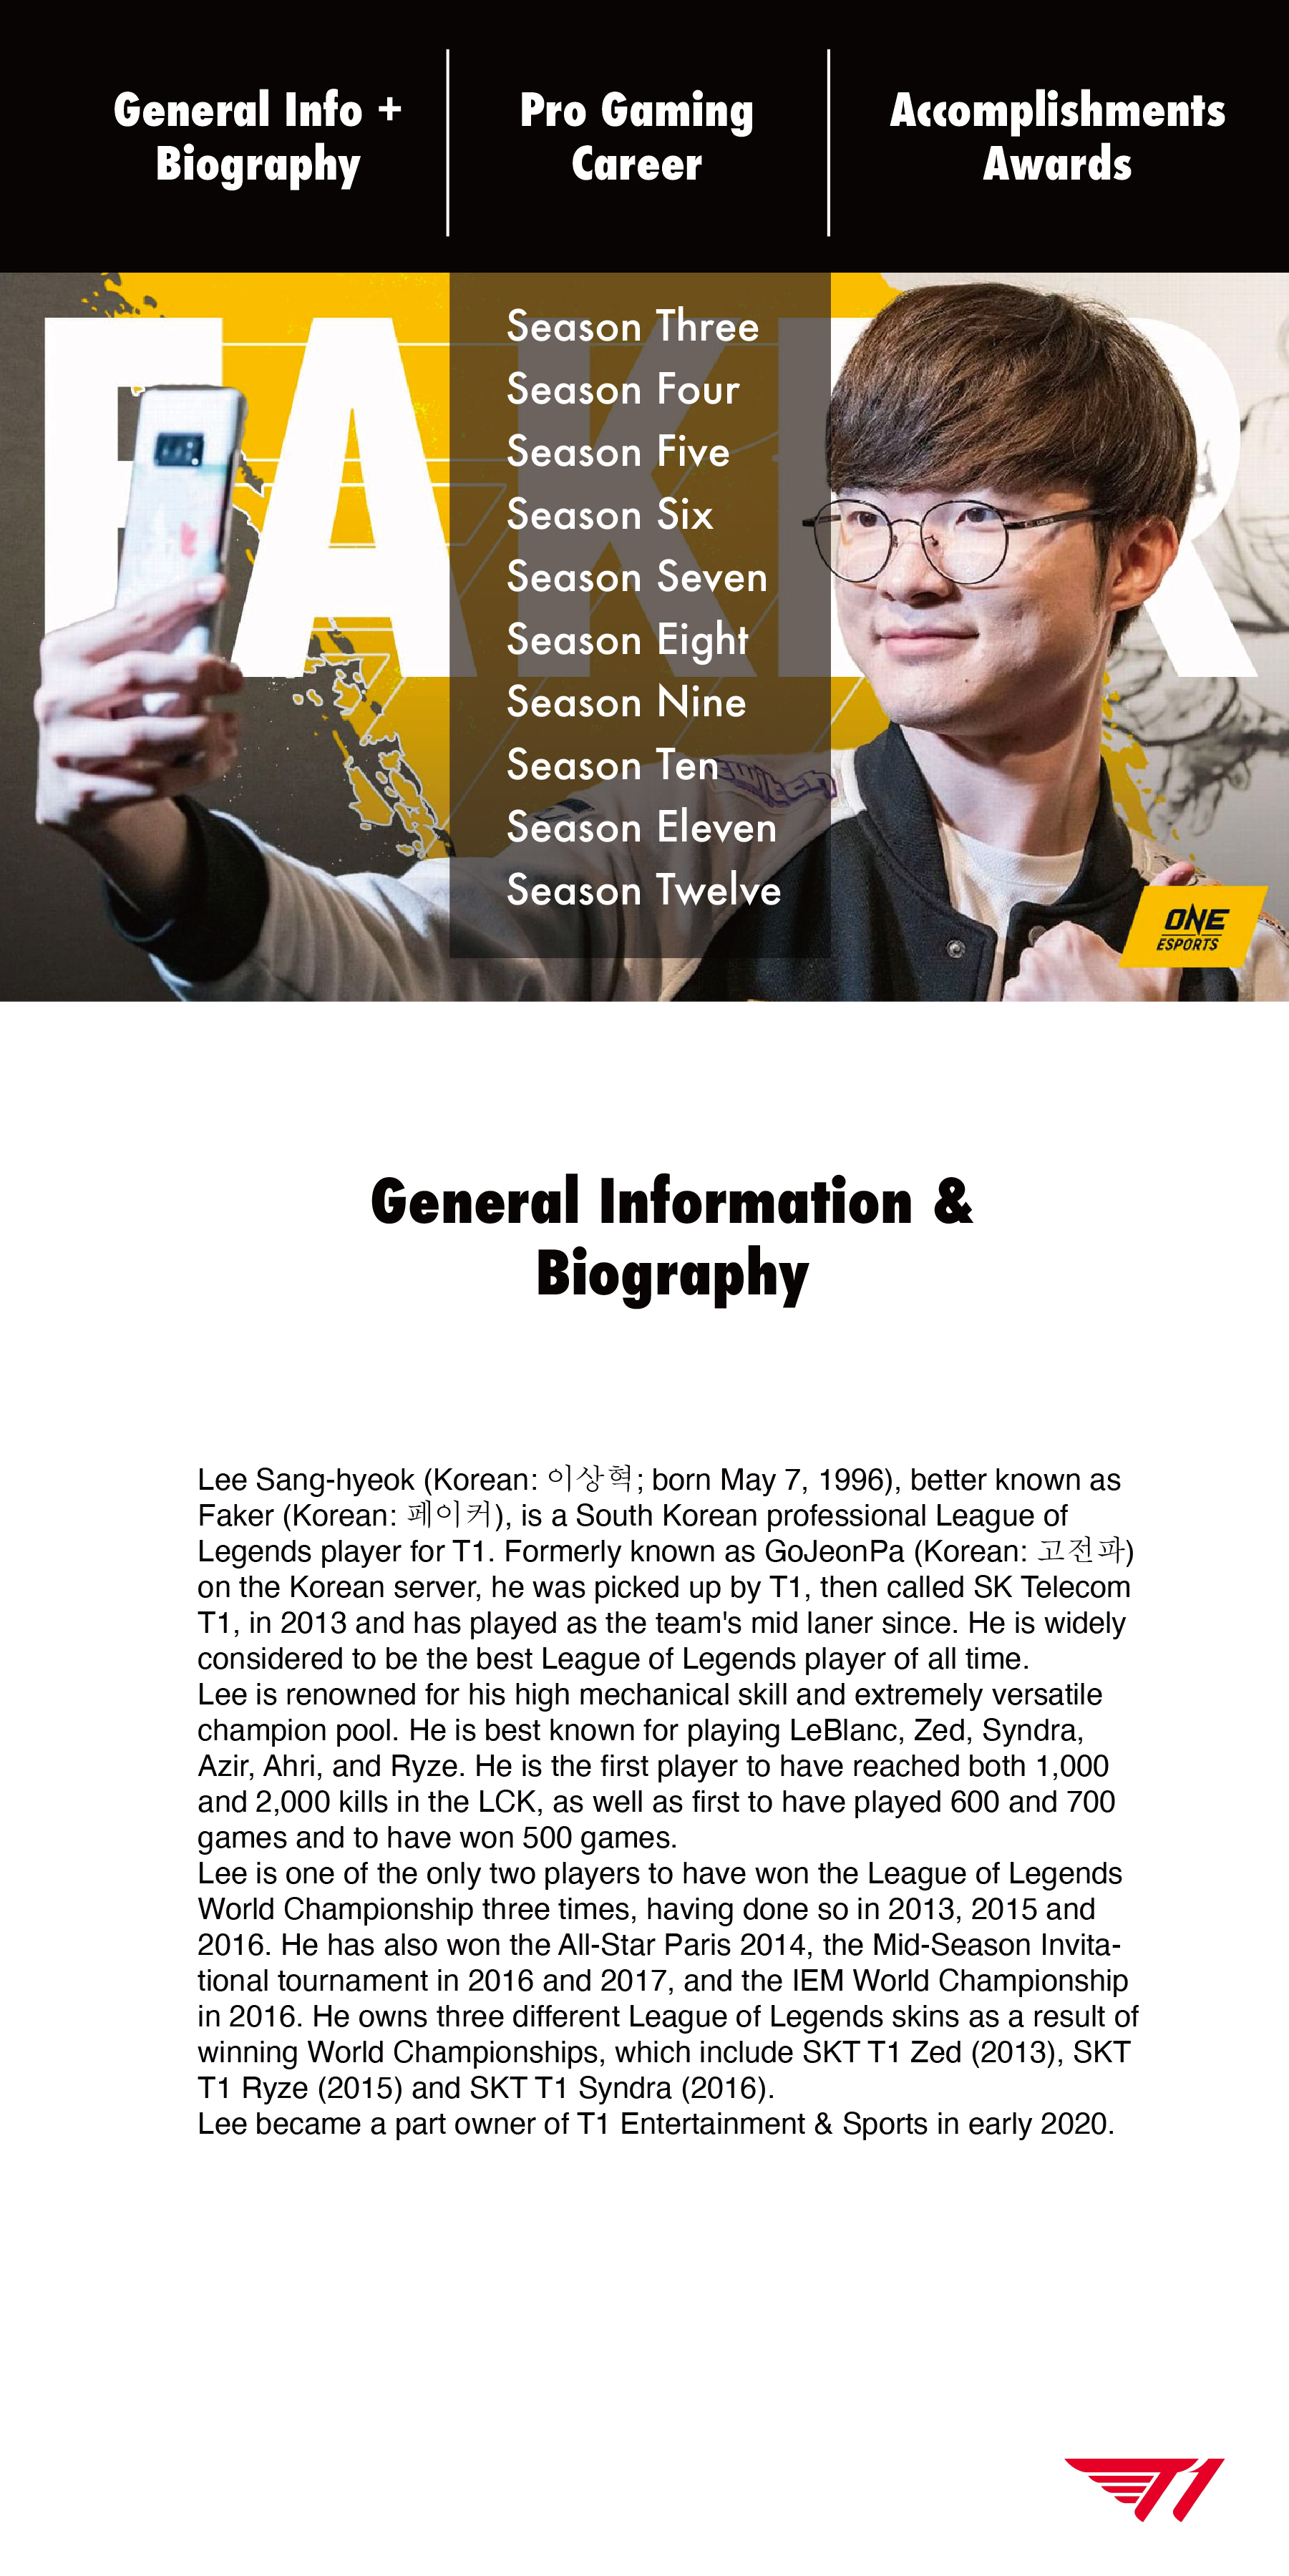 General Info +
Biography
Pro Gaming
Career
Accomplishments
Awards
FAKER
Season Three
Season Four
Season Five
Season Six
Season Seven
Season Eight
Season Nine
Season Ten
Season Eleven
Season Twelve
twitch
ONE
ESPORTS
General Information &
Biography
Lee Sang-hyeok (Korean: 이상혁; born May 7, 1996), better known as
Faker (Korean: 페이커), is a South Korean professional League of
Legends player for T1. Formerly known as GoJeonPa (Korean: 고전파)
on the Korean server, he was picked up by T1, then called SK Telecom
T1, in 2013 and has played as the team's mid laner since. He is widely
considered to be the best League of Legends player of all time.
Lee is renowned for his high mechanical skill and extremely versatile
champion pool. He is best known for playing LeBlanc, Zed, Syndra,
Azir, Ahri, and Ryze. He is the first player to have reached both 1,000
and 2,000 kills in the LCK, as well as first to have played 600 and 700
games and to have won 500 games.
Lee is one of the only two players to have won the League of Legends
World Championship three times, having done so in 2013, 2015 and
2016. He has also won the All-Star Paris 2014, the Mid-Season Invita-
tional tournament in 2016 and 2017, and the IEM World Championship
in 2016. He owns three different League of Legends skins as a result of
winning World Championships, which include SKT T1 Zed (2013), SKT
T1 Ryze (2015) and SKT T1 Syndra (2016).
Lee became a part owner of T1 Entertainment & Sports in early 2020.
T1